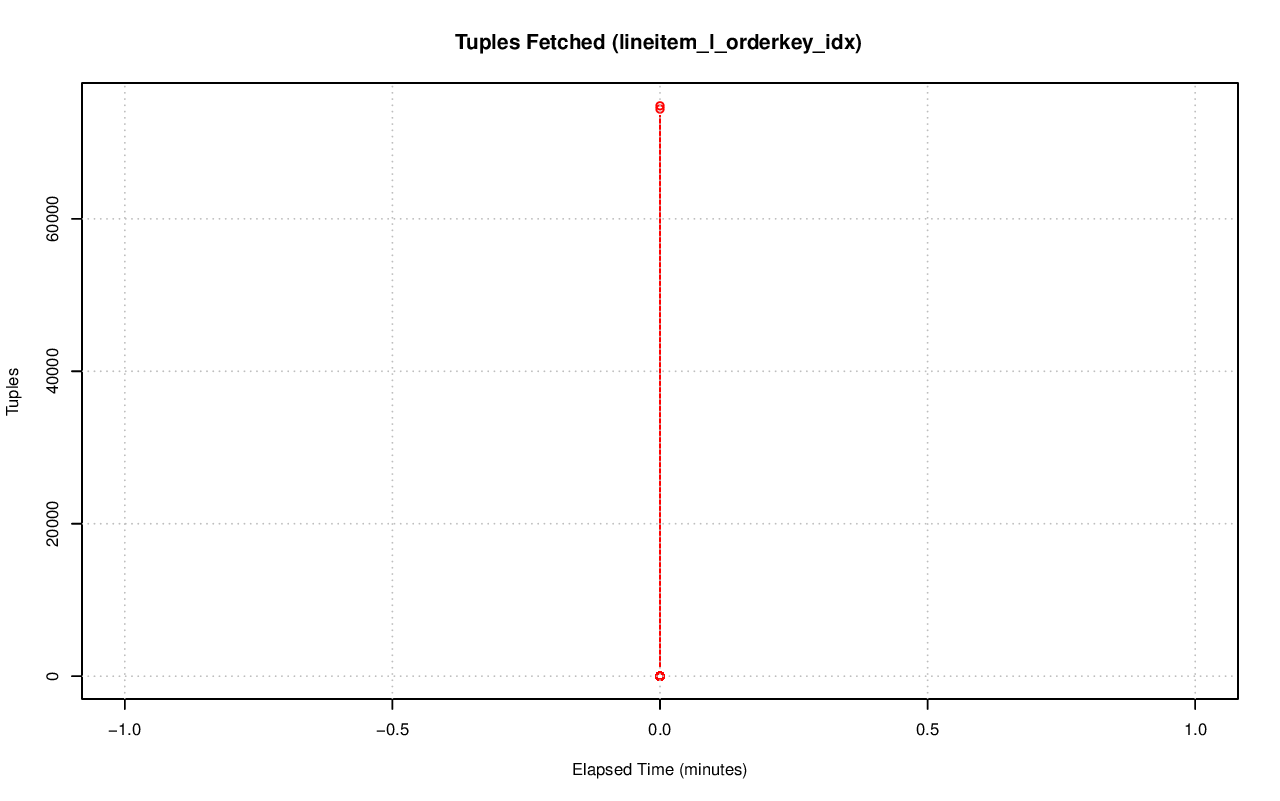 Tuples Fetched (lineitem_l_orderkey_idx)
Tuples
60000
40000
20000
0
−1.0 −0.5 0.0 0.5 1.0
Elapsed Time (minutes)